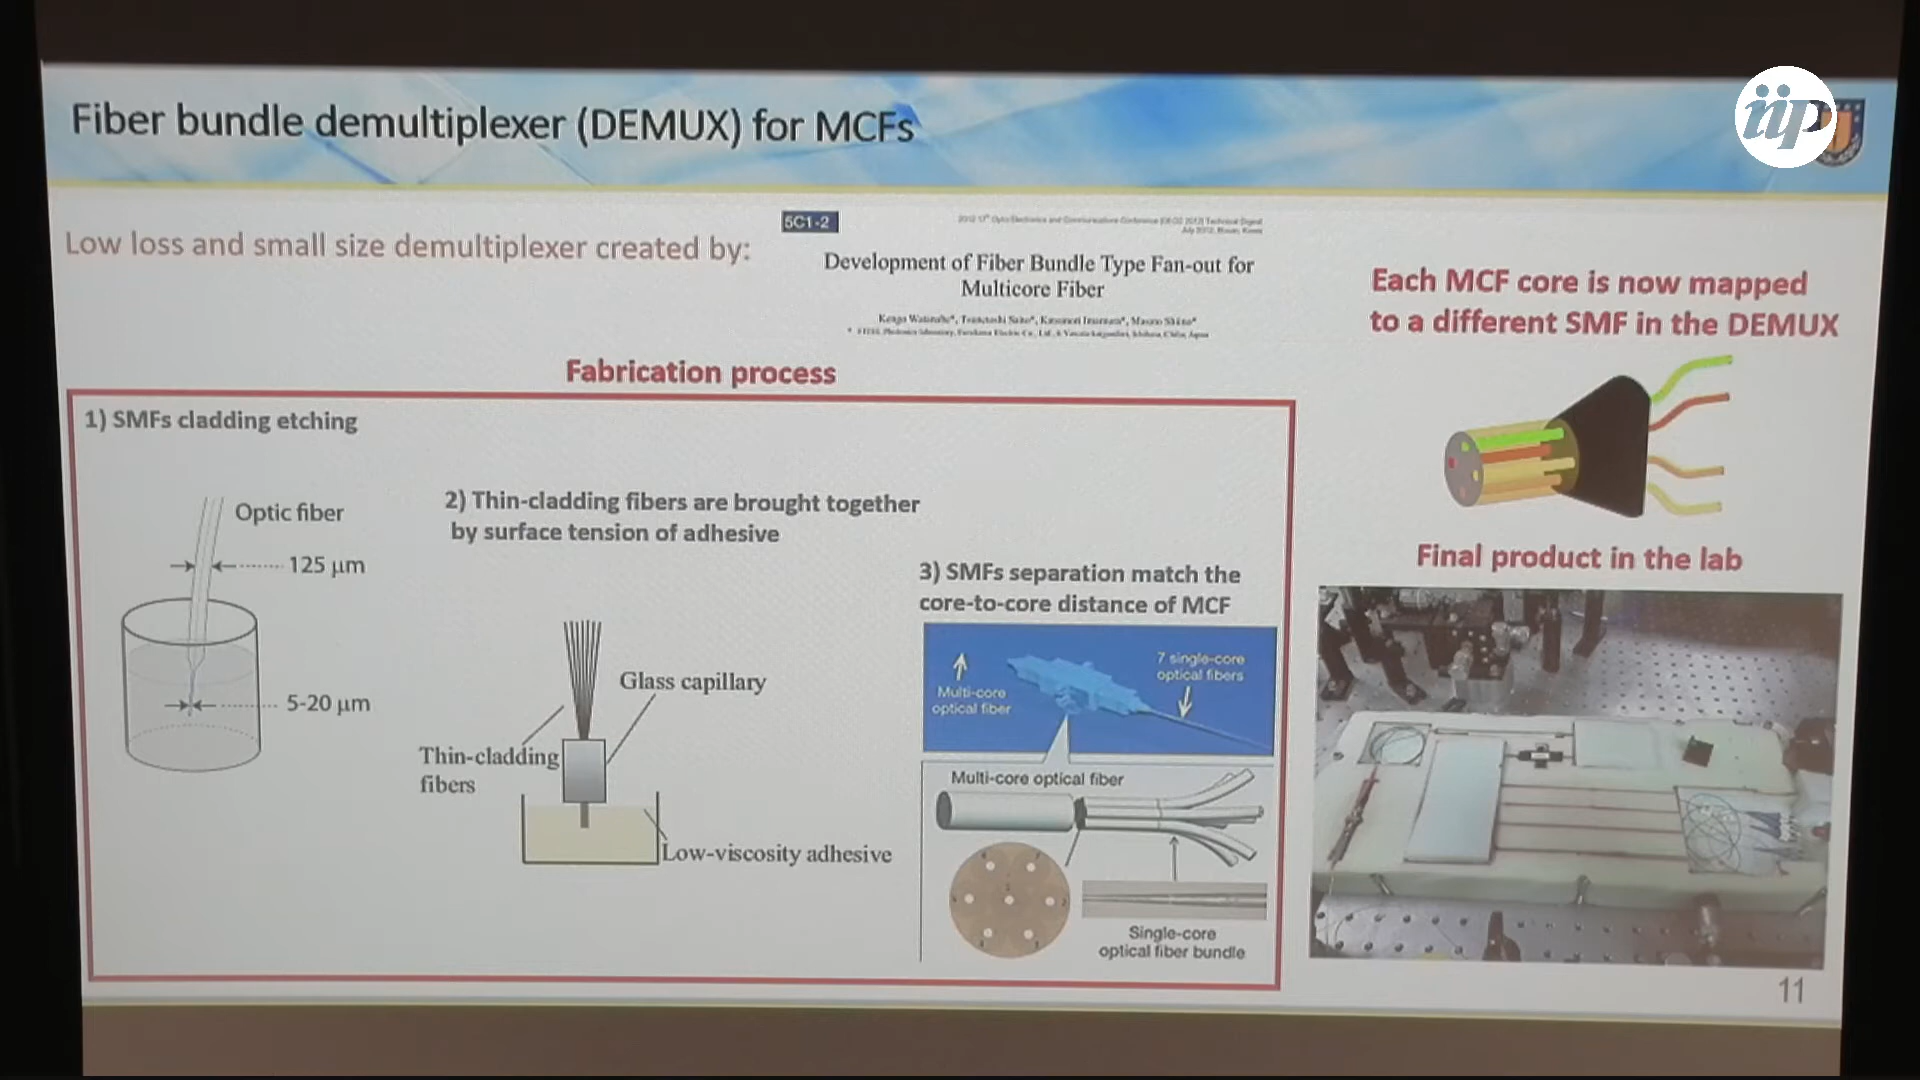 Fiber bundle demultiplexer (DEMUX) for MCFs
iip
Low loss and small size demultiplexer created by:
5C1-2
Development of Fiber Bundle Type Fan-out for
Multicore Fiber
Each MCF core is now mapped
to a different SMF in the DEMUX
Fabrication process
1) SMFs cladding etching
Optic fiber
125 µm
5-20 µm
2) Thin-cladding fibers are brought together
by surface tension of adhesive
Glass capillary
Thin-cladding
fibers
Low-viscosity adhesive
3) SMFs separation match the
core-to-core distance of MCF
Multi-core
optical fiber
7 single-core
optical fibers
Multi-core optical fiber
Single-core
optical fiber bundle
Final product in the lab
11